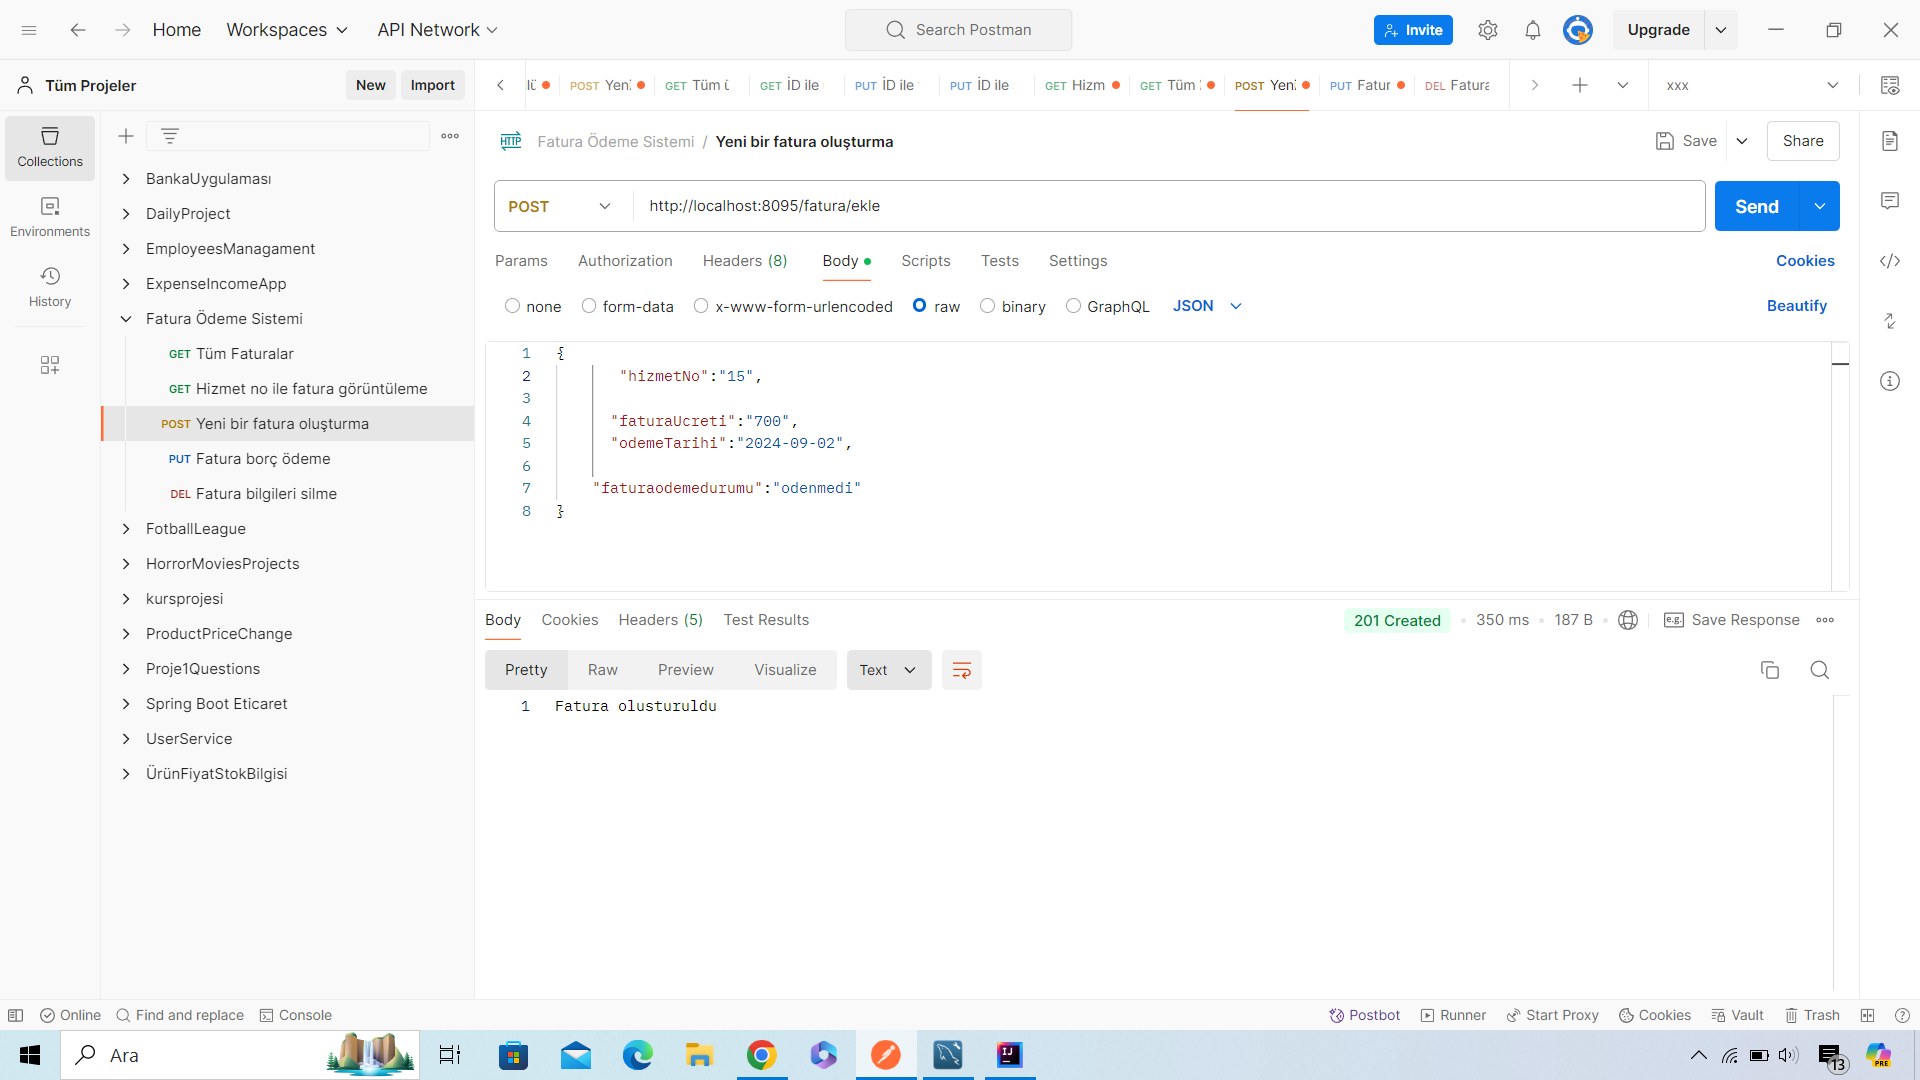 Home
Workspaces
API Network
Search Postman
Invite
Upgrade
Tüm Projeler
New
Import
POST Yeni
GET Tüm ü
GET İD ile
PUT İD ile
PUT İD ile
GET Hizm
GET Tüm
POST Yeni
PUT Fatur
DEL Fatura
xxx
Collections
Environments
History
BankaUygulaması
DailyProject
EmployeesManagament
ExpenseIncomeApp
Fatura Ödeme Sistemi
GET Tüm Faturalar
GET Hizmet no ile fatura görüntüleme
POST Yeni bir fatura oluşturma
PUT Fatura borç ödeme
DEL Fatura bilgileri silme
FotballLeague
HorrorMoviesProjects
kursprojesi
ProductPriceChange
Proje1Questions
Spring Boot Eticaret
UserService
ÜrünFiyatStokBilgisi
HTTP Fatura Ödeme Sistemi / Yeni bir fatura oluşturma
Save
Share
POST
http://localhost:8095/fatura/ekle
Send
Params
Authorization
Headers (8)
Body
Scripts
Tests
Settings
Cookies
none
form-data
x-www-form-urlencoded
raw
binary
GraphQL
JSON
Beautify
1 {
2 "hizmetNo":"15",
3
4 "faturaUcreti":"700",
5 "odemeTarihi":"2024-09-02",
6
7 "faturaodemedurumu":"odenmedi"
8 }
Body
Cookies
Headers (5)
Test Results
201 Created
350 ms
187 B
e.g. Save Response
Pretty
Raw
Preview
Visualize
Text
1 Fatura olusturuldu
Online
Find and replace
Console
Postbot
Runner
Start Proxy
Cookies
Vault
Trash
Ara
IJ
13
PRE